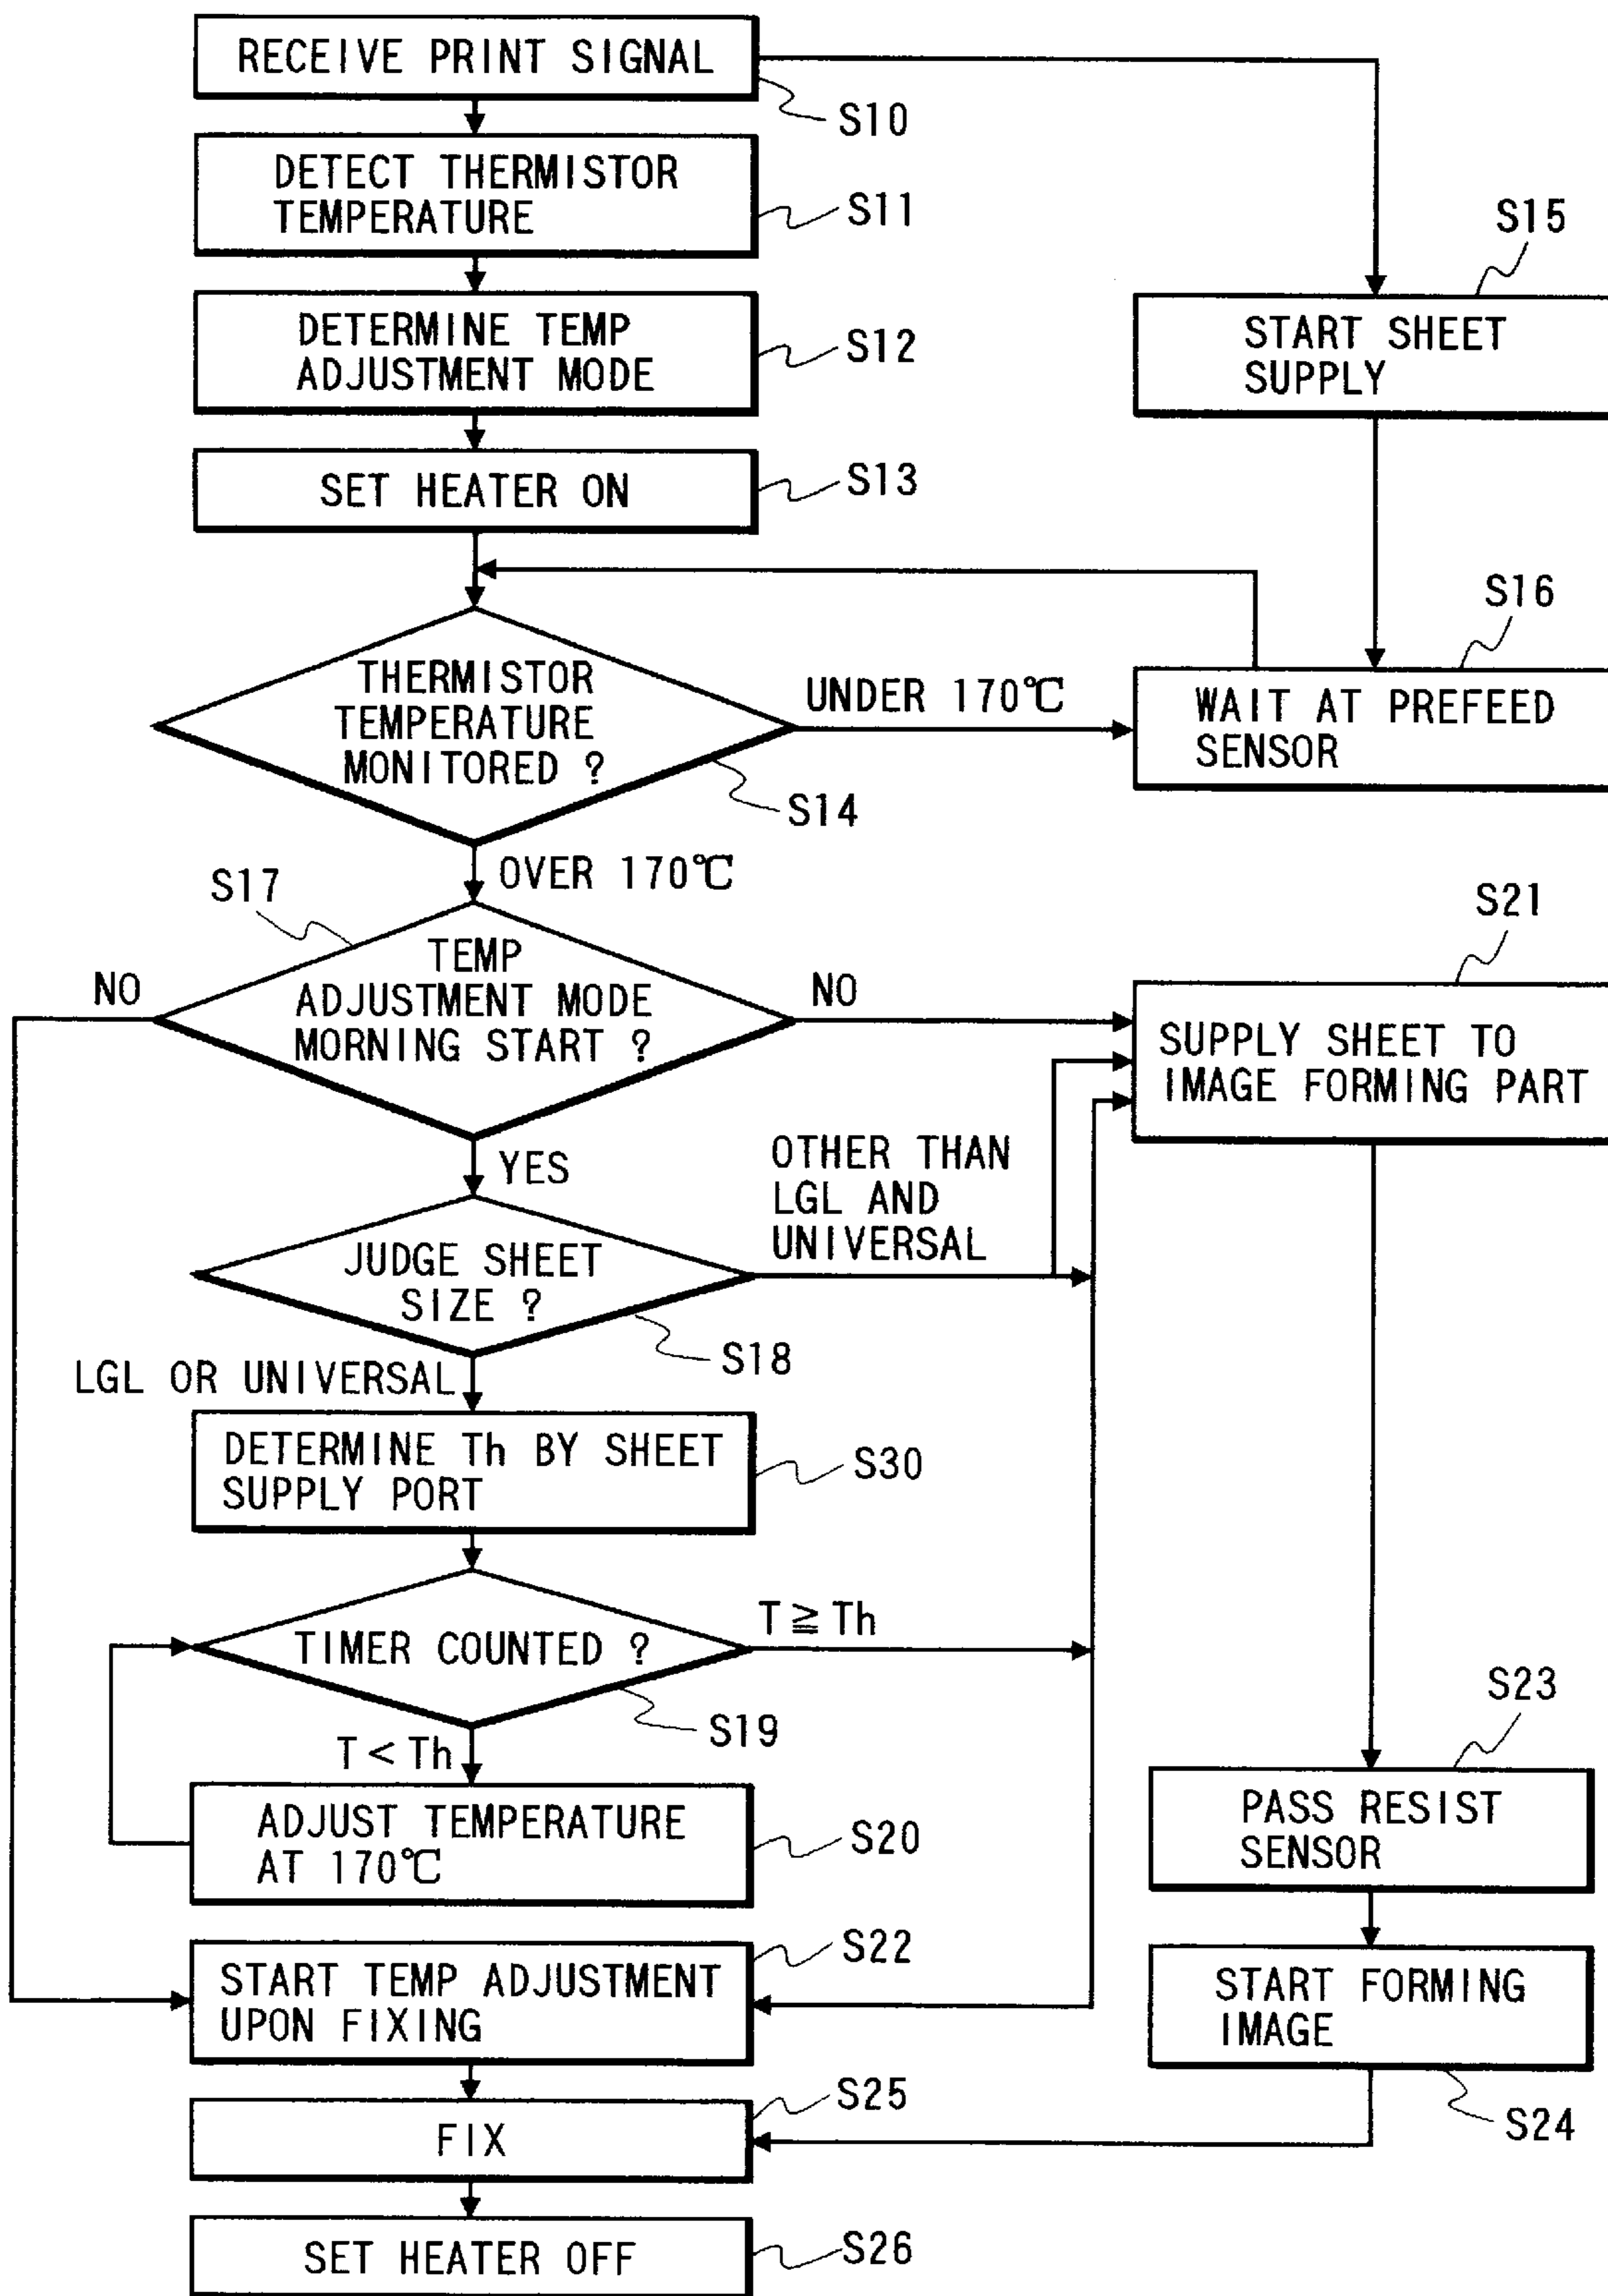 RECEIVE PRINT SIGNAL
S10
DETECT THERMISTOR
TEMPERATURE
S11
DETERMINE TEMP
ADJUSTMENT MODE
S12
SET HEATER ON
S13
S15
START SHEET
SUPPLY
THERMISTOR
TEMPERATURE
MONITORED ?
S14
UNDER 170℃
S16
WAIT AT PREFEED
SENSOR
OVER 170℃
S17
TEMP
ADJUSTMENT MODE
MORNING START ?
NO
NO
S21
SUPPLY SHEET TO
IMAGE FORMING PART
YES
JUDGE SHEET
SIZE ?
S18
OTHER THAN
LGL AND
UNIVERSAL
LGL OR UNIVERSAL
DETERMINE Th BY SHEET
SUPPLY PORT
S30
TIMER COUNTED ?
T ≧ Th
S19
T < Th
ADJUST TEMPERATURE
AT 170℃
S20
S23
PASS RESIST
SENSOR
START TEMP ADJUSTMENT
UPON FIXING
S22
START FORMING
IMAGE
S24
FIX
S25
SET HEATER OFF
S26